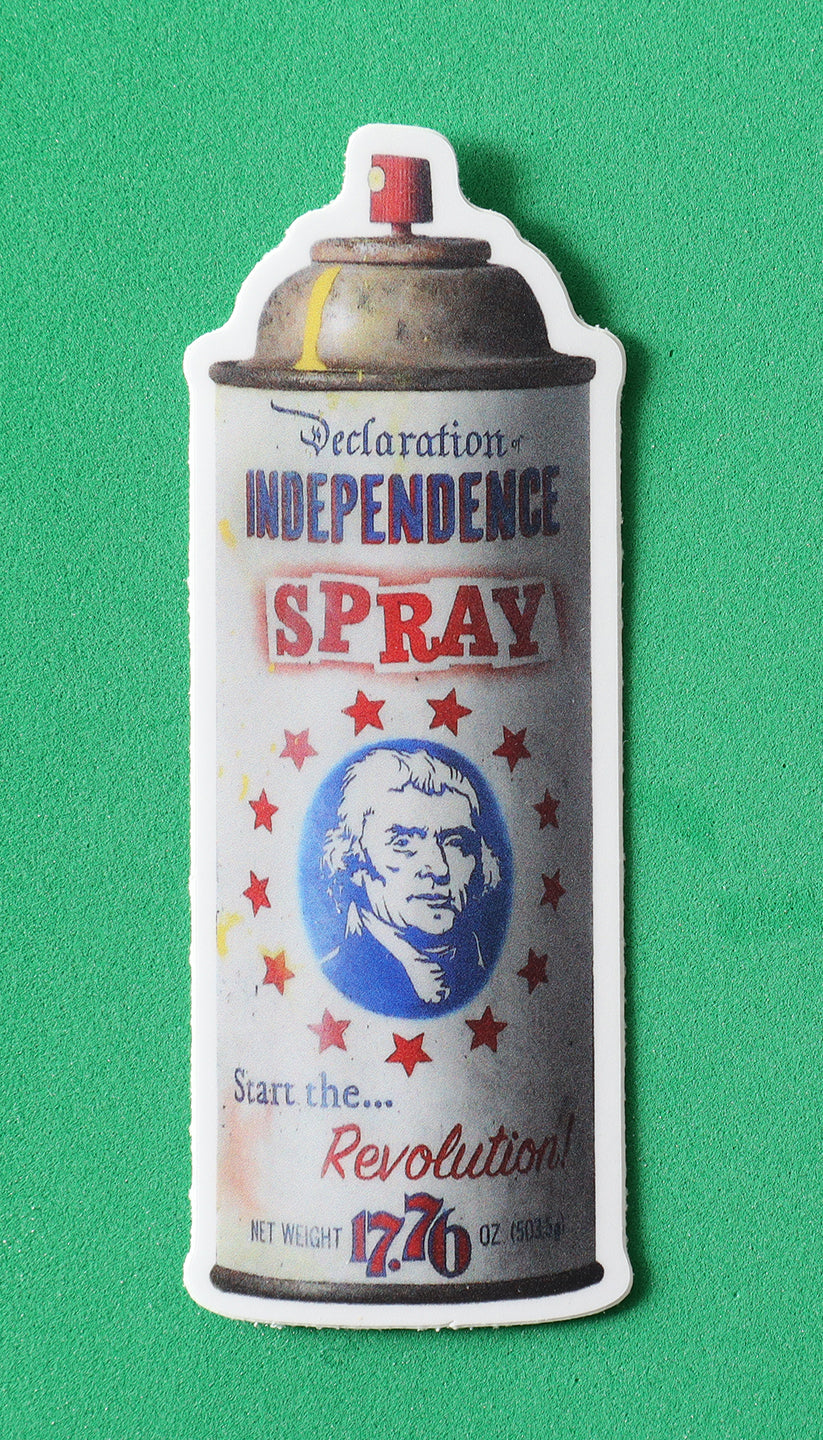 Declaration of
INDEPENDENCE
SPRAY
Start the...
Revolution!
NET WEIGHT 17.76 OZ (503.5g)